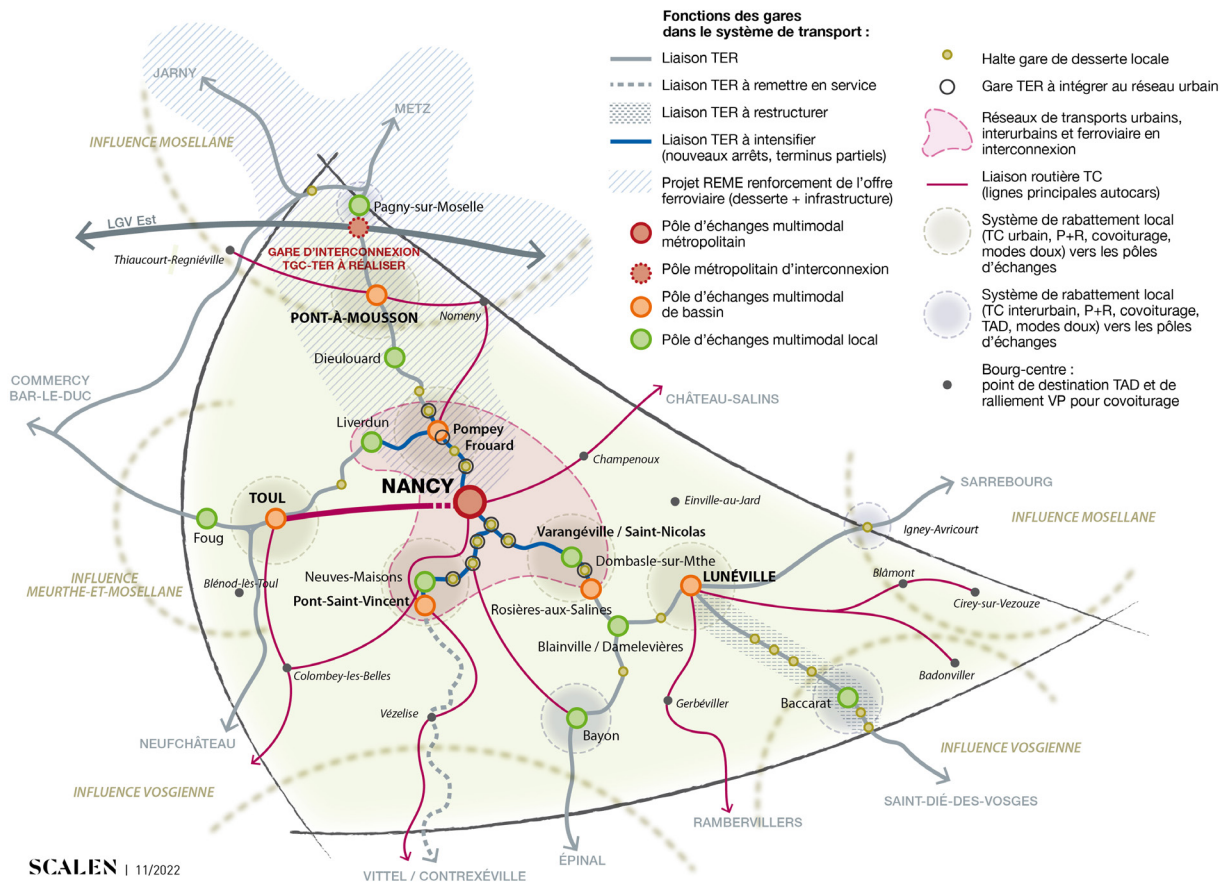 Fonctions des gares
dans le système de transport :
Liaison TER
Liaison TER à remettre en service
Liaison TER à restructurer
Liaison TER à intensifier
(nouveaux arrêts, terminus partiels)
Projet REME renforcement de l'offre
ferroviaire (desserte + infrastructure)
Pôle d'échanges multimodal
métropolitain
Pôle métropolitain d'interconnexion
Pôle d'échanges multimodal
de bassin
Pôle d'échanges multimodal local
Halte gare de desserte locale
Gare TER à intégrer au réseau urbain
Réseaux de transports urbains,
interurbains et ferroviaire en
interconnexion
Liaison routière TC
(lignes principales autocars)
Système de rabattement local
(TC urbain, P+R, covoiturage,
modes doux) vers les pôles
d'échanges
Système de rabattement local
(TC interurbain, P+R, covoiturage,
TAD, modes doux) vers les pôles
d'échanges
Bourg-centre :
point de destination TAD et de
ralliement VP pour covoiturage
JARNY
METZ
INFLUENCE MOSELLANE
Pagny-sur-Moselle
LGV Est
GARE D'INTERCONNEXION
TGC-TER À RÉALISER
Thiaucourt-Regniéville
PONT-À-MOUSSON
Nomeny
Dieulouard
COMMERCY
BAR-LE-DUC
CHÂTEAU-SALINS
Liverdun
Pompey
Frouard
Champenoux
NANCY
TOUL
Einville-au-Jard
SARREBOURG
Foug
Varangéville / Saint-Nicolas
Igney-Avricourt
INFLUENCE MOSELLANE
Dombasle-sur-Mthe
INFLUENCE
MEURTHE-ET-MOSELLANE
Blénod-lès-Toul
Neuves-Maisons
LUNÉVILLE
Blâmont
Cirey-sur-Vezouze
Pont-Saint-Vincent
Rosières-aux-Salines
Blainville / Damelevières
Colombey-les-Belles
Badonviller
Vézelise
Gerbéviller
Baccarat
NEUFCHÂTEAU
Bayon
INFLUENCE VOSGIENNE
INFLUENCE VOSGIENNE
SAINT-DIÉ-DES-VOSGES
RAMBERVILLERS
ÉPINAL
VITTEL / CONTREXÉVILLE
SCALEN | 11/2022